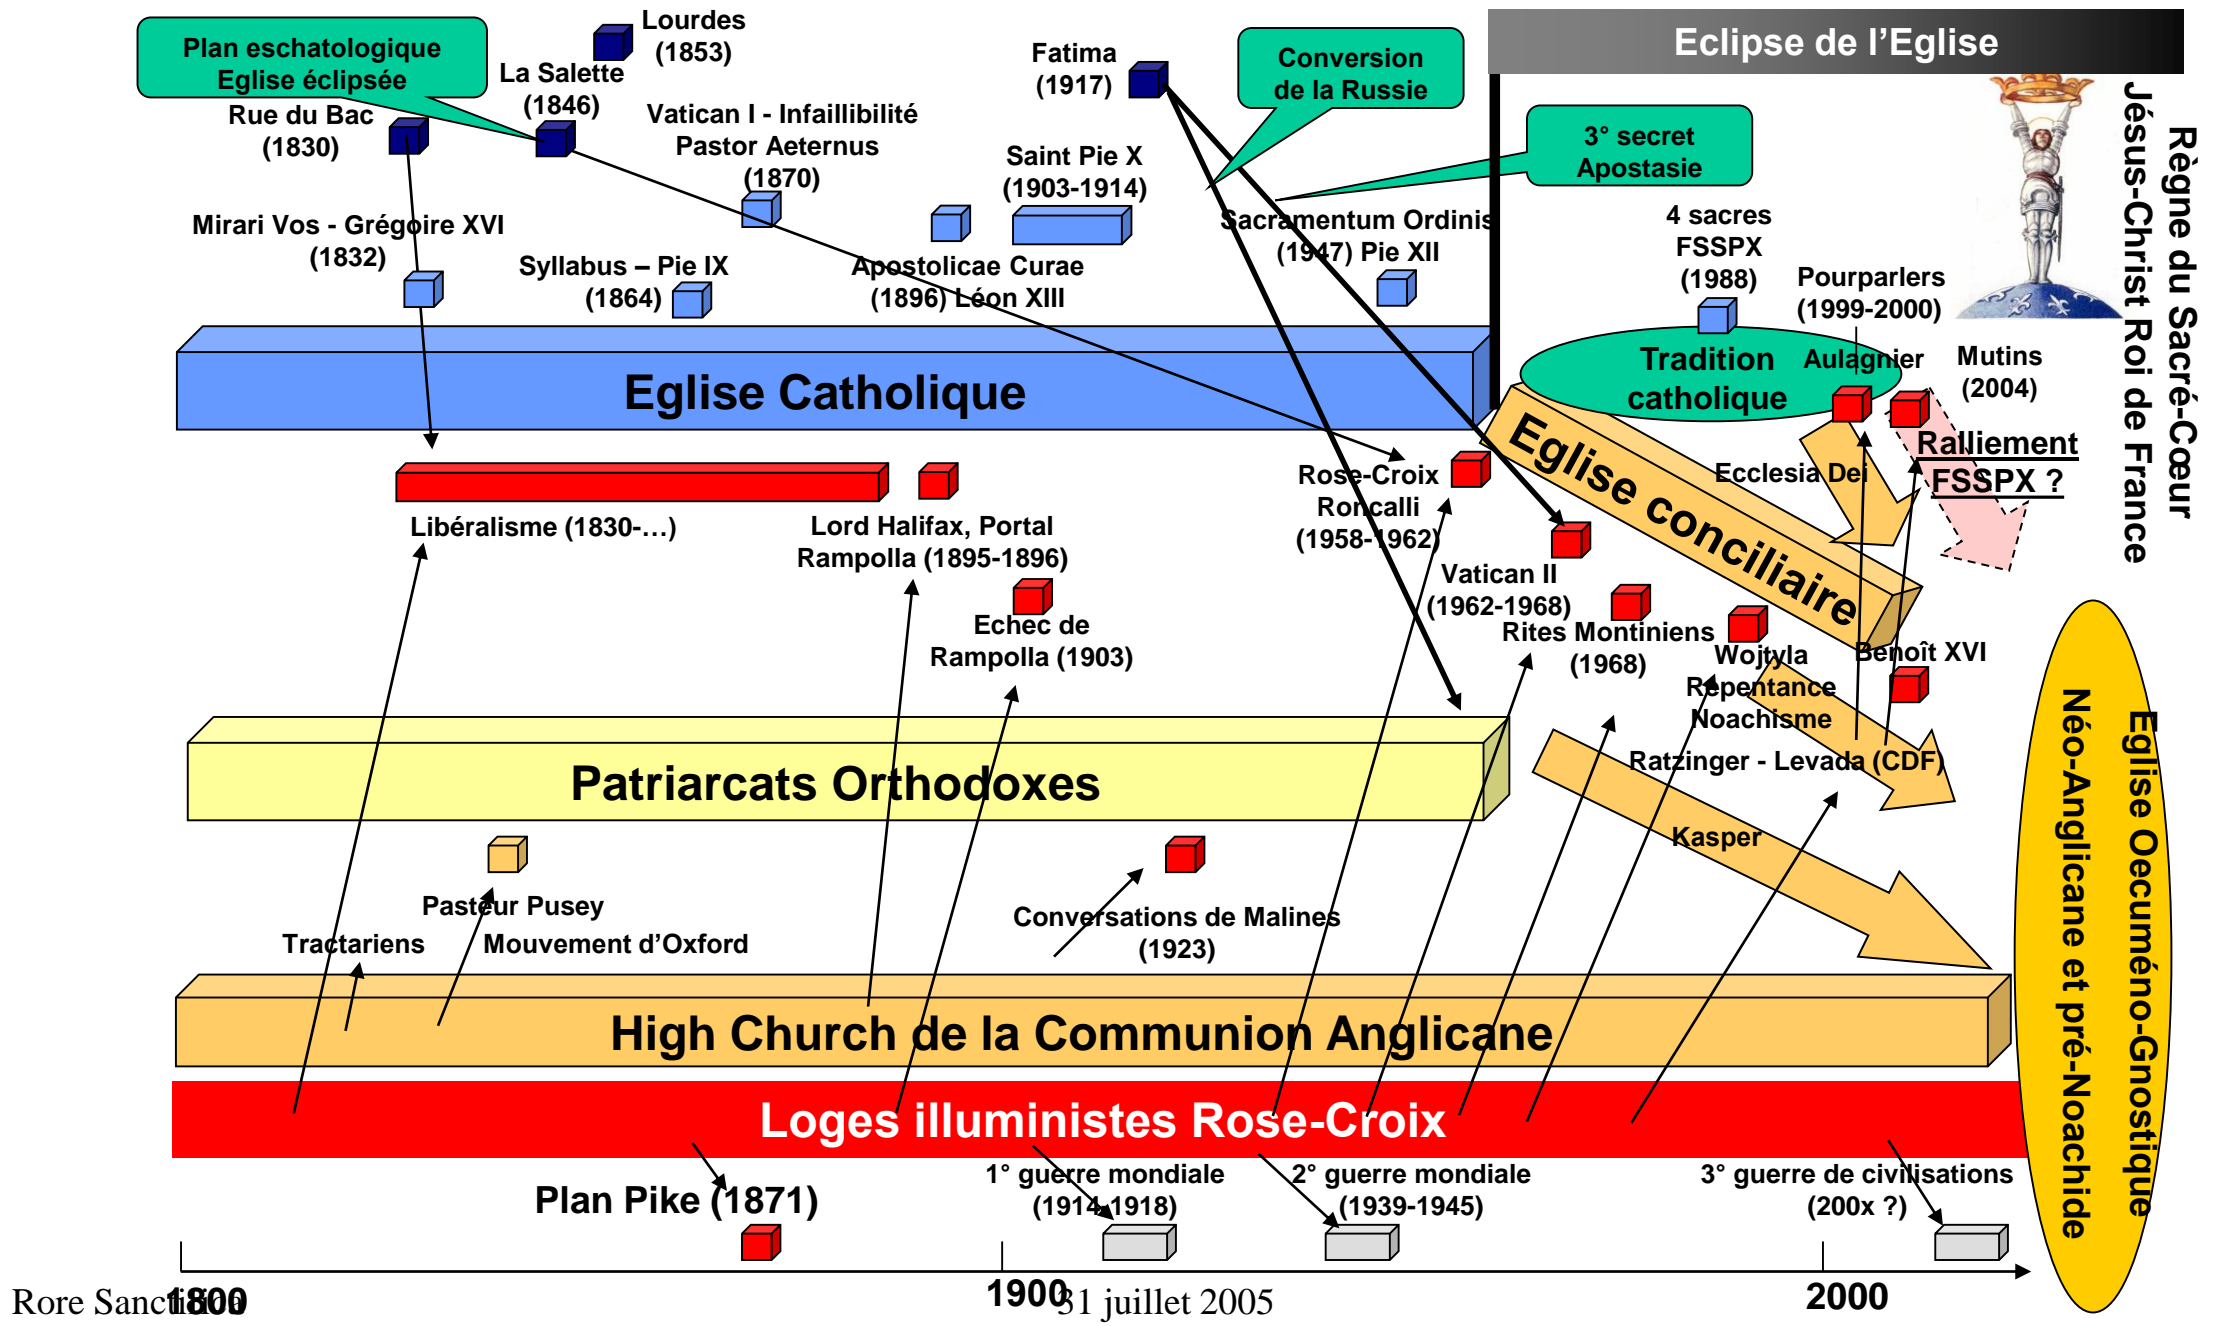 Eclipse de l'Eglise
Plan eschatologique
Eglise éclipsée
Lourdes
(1853)
La Salette
(1846)
Rue du Bac
(1830)
Vatican I - Infaillibilité
Pastor Aeternus
(1870)
Fatima
(1917)
Conversion
de la Russie
3° secret
Apostasie
Saint Pie X
(1903-1914)
Mirari Vos - Grégoire XVI
(1832)
Syllabus – Pie IX
(1864)
Apostolicae Curae
(1896) Léon XIII
Sacramentum Ordinis
(1947) Pie XII
4 sacres
FSSPX
(1988)
Pourparlers
(1999-2000)
Règne du Sacré-Cœur
Jésus-Christ Roi de France
Eglise Catholique
Tradition
catholique
Aulagnier
Mutins
(2004)
Ralliement
FSSPX ?
Ecclesia Dei
Eglise conciliaire
Libéralisme (1830-…)
Lord Halifax, Portal
Rampolla (1895-1896)
Echec de
Rampolla (1903)
Rose-Croix
Roncalli
(1958-1962)
Vatican II
(1962-1968)
Rites Montiniens
(1968)
Wojtyla
Repentance
Noachisme
Benoît XVI
Ratzinger - Levada (CDF)
Kasper
Patriarcats Orthodoxes
Pasteur Pusey
Tractariens
Mouvement d'Oxford
Conversations de Malines
(1923)
High Church de la Communion Anglicane
Loges illuministes Rose-Croix
Eglise Oecuméno-Gnostique
Néo-Anglicane et pré-Noachide
Plan Pike (1871)
1° guerre mondiale
(1914-1918)
2° guerre mondiale
(1939-1945)
3° guerre de civilisations
(200x ?)
1800
1900
2000
Rore Sanctifica
31 juillet 2005